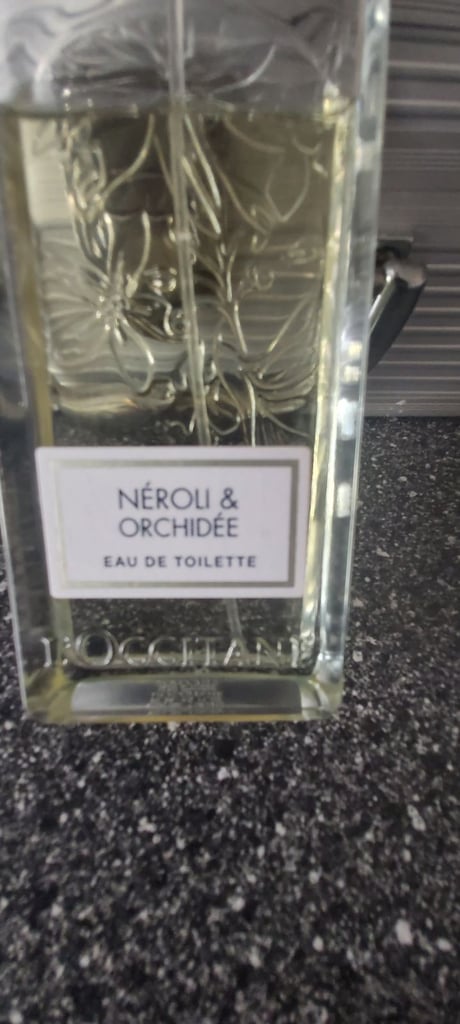 NÉROLI &
ORCHIDÉE
EAU DE TOILETTE
L'OCCITANE